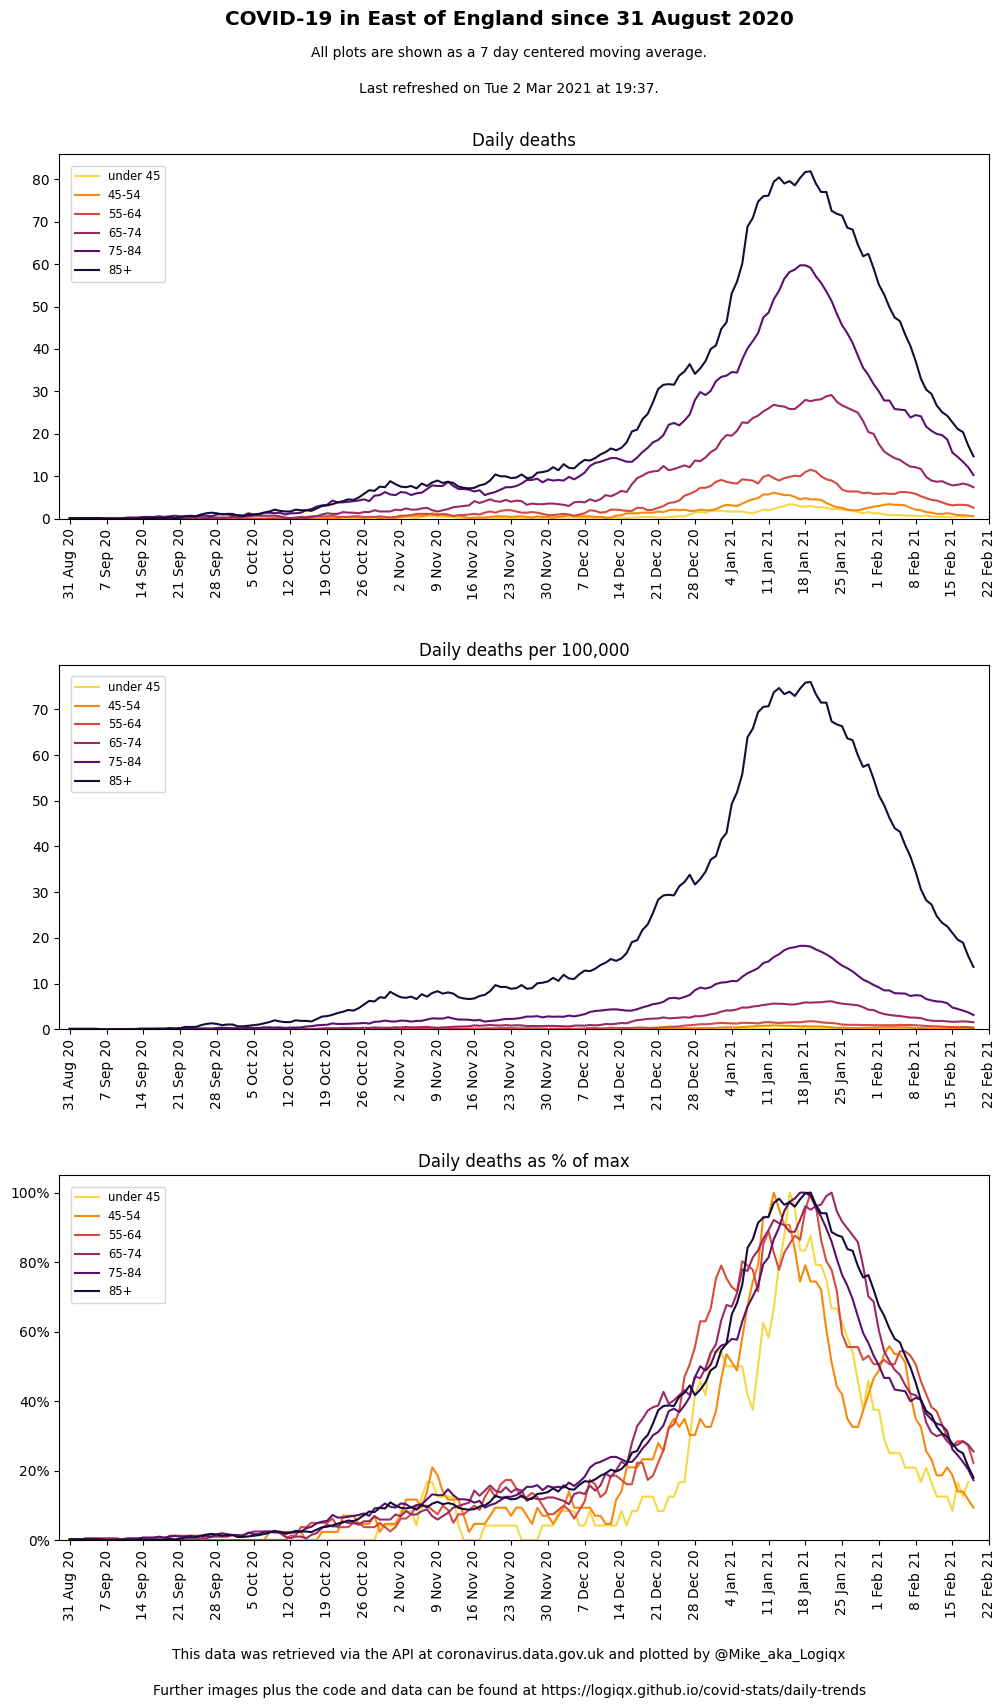 COVID-19 in East of England since 31 August 2020
All plots are shown as a 7 day centered moving average.
Last refreshed on Tue 2 Mar 2021 at 19:37.
Daily deaths
under 45
45-54
55-64
65-74
75-84
85+
80
70
60
50
40
30
20
10
0
31 Aug 20
7 Sep 20
14 Sep 20
21 Sep 20
28 Sep 20
5 Oct 20
12 Oct 20
19 Oct 20
26 Oct 20
2 Nov 20
9 Nov 20
16 Nov 20
23 Nov 20
30 Nov 20
7 Dec 20
14 Dec 20
21 Dec 20
28 Dec 20
4 Jan 21
11 Jan 21
18 Jan 21
25 Jan 21
1 Feb 21
8 Feb 21
15 Feb 21
22 Feb 21
Daily deaths per 100,000
under 45
45-54
55-64
65-74
75-84
85+
70
60
50
40
30
20
10
0
31 Aug 20
7 Sep 20
14 Sep 20
21 Sep 20
28 Sep 20
5 Oct 20
12 Oct 20
19 Oct 20
26 Oct 20
2 Nov 20
9 Nov 20
16 Nov 20
23 Nov 20
30 Nov 20
7 Dec 20
14 Dec 20
21 Dec 20
28 Dec 20
4 Jan 21
11 Jan 21
18 Jan 21
25 Jan 21
1 Feb 21
8 Feb 21
15 Feb 21
22 Feb 21
Daily deaths as % of max
under 45
45-54
55-64
65-74
75-84
85+
100%
80%
60%
40%
20%
0%
31 Aug 20
7 Sep 20
14 Sep 20
21 Sep 20
28 Sep 20
5 Oct 20
12 Oct 20
19 Oct 20
26 Oct 20
2 Nov 20
9 Nov 20
16 Nov 20
23 Nov 20
30 Nov 20
7 Dec 20
14 Dec 20
21 Dec 20
28 Dec 20
4 Jan 21
11 Jan 21
18 Jan 21
25 Jan 21
1 Feb 21
8 Feb 21
15 Feb 21
22 Feb 21
This data was retrieved via the API at coronavirus.data.gov.uk and plotted by @Mike_aka_Logiqx
Further images plus the code and data can be found at https://logiqx.github.io/covid-stats/daily-trends